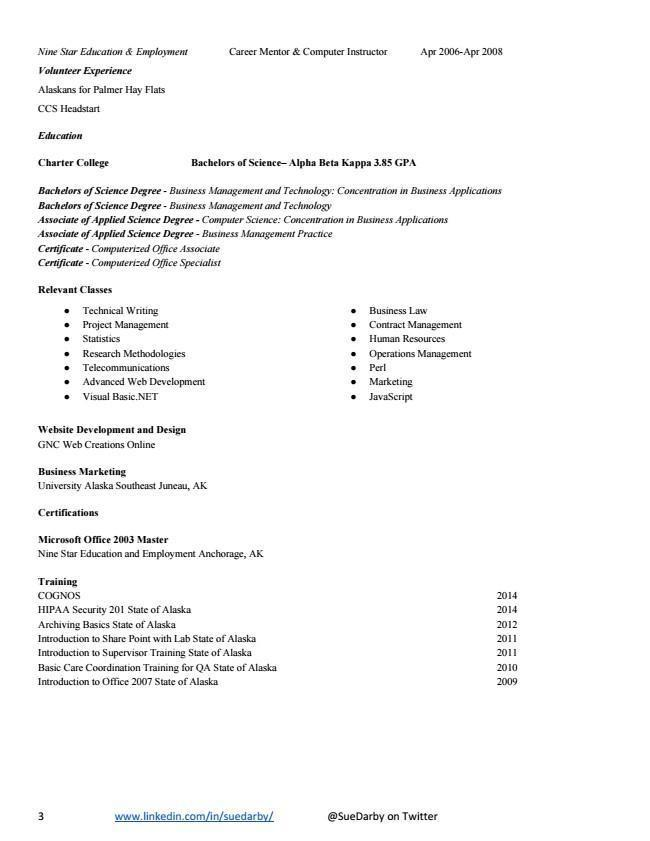 Nine Star Education & Employment Career Mentor & Computer Instructor Apr 2006-Apr 2008
Volunteer Experience
Alaskans for Palmer Hay Flats
CCS Headstart
Education
Charter College Bachelors of Science– Alpha Beta Kappa 3.85 GPA
Bachelors of Science Degree - Business Management and Technology: Concentration in Business Applications
Bachelors of Science Degree - Business Management and Technology
Associate of Applied Science Degree - Computer Science: Concentration in Business Applications
Associate of Applied Science Degree - Business Management Practice
Certificate - Computerized Office Associate
Certificate - Computerized Office Specialist
Relevant Classes
● Technical Writing
● Project Management
● Statistics
● Research Methodologies
● Telecommunications
● Advanced Web Development
● Visual Basic.NET
● Business Law
● Contract Management
● Human Resources
● Operations Management
● Perl
● Marketing
● JavaScript
Website Development and Design
GNC Web Creations Online
Business Marketing
University Alaska Southeast Juneau, AK
Certifications
Microsoft Office 2003 Master
Nine Star Education and Employment Anchorage, AK
Training
COGNOS 2014
HIPAA Security 201 State of Alaska 2014
Archiving Basics State of Alaska 2012
Introduction to Share Point with Lab State of Alaska 2011
Introduction to Supervisor Training State of Alaska 2011
Basic Care Coordination Training for QA State of Alaska 2010
Introduction to Office 2007 State of Alaska 2009
3 www.linkedin.com/in/suedarby/ @SueDarby on Twitter